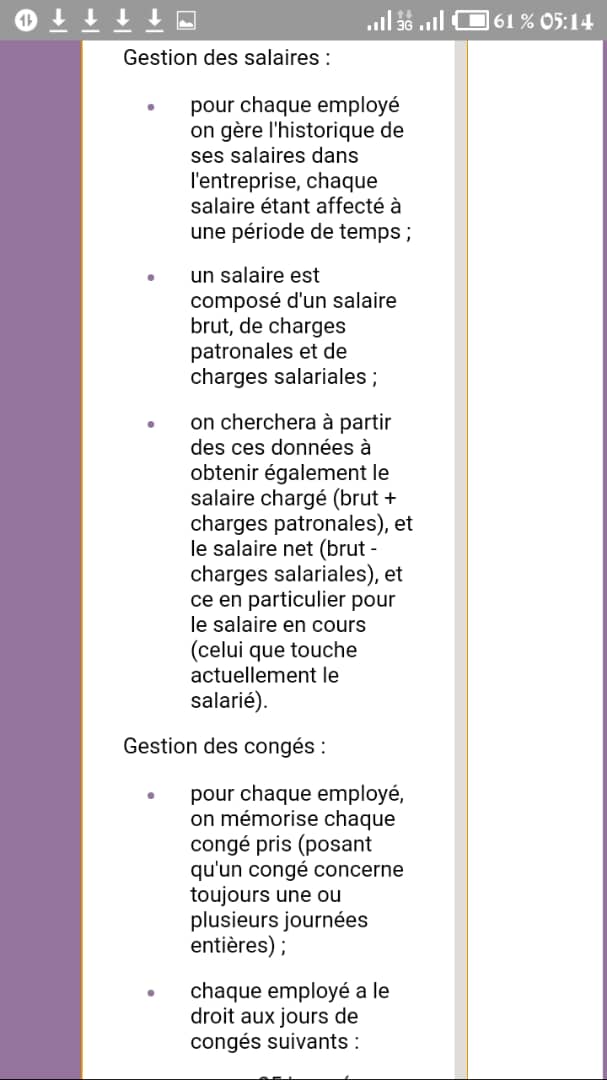 61 % 05:14
3G
Gestion des salaires :
pour chaque employé
on gère l'historique de
ses salaires dans
l'entreprise, chaque
salaire étant affecté à
une période de temps ;
un salaire est
composé d'un salaire
brut, de charges
patronales et de
charges salariales ;
on cherchera à partir
des ces données à
obtenir également le
salaire chargé (brut +
charges patronales), et
le salaire net (brut -
charges salariales), et
ce en particulier pour
le salaire en cours
(celui que touche
actuellement le
salarié).
Gestion des congés :
pour chaque employé,
on mémorise chaque
congé pris (posant
qu'un congé concerne
toujours une ou
plusieurs journées
entières) ;
chaque employé a le
droit aux jours de
congés suivants :